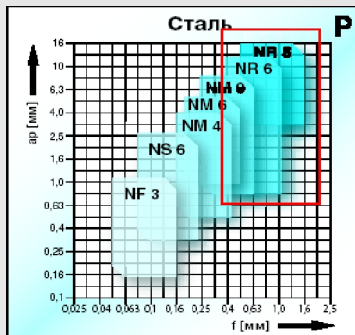 Сталь
P
ap [мм]
16
10
6,3
4,0
2,5
1,6
1,0
0,63
0,4
0,25
0,16
0,1
NR 8
NR 6
NM 9
NM 6
NM 4
NS 6
NF 3
0,025 0,04 0,063 0,1 0,16 0,25 0,4 0,63 1,0 1,6 2,5
f [мм]